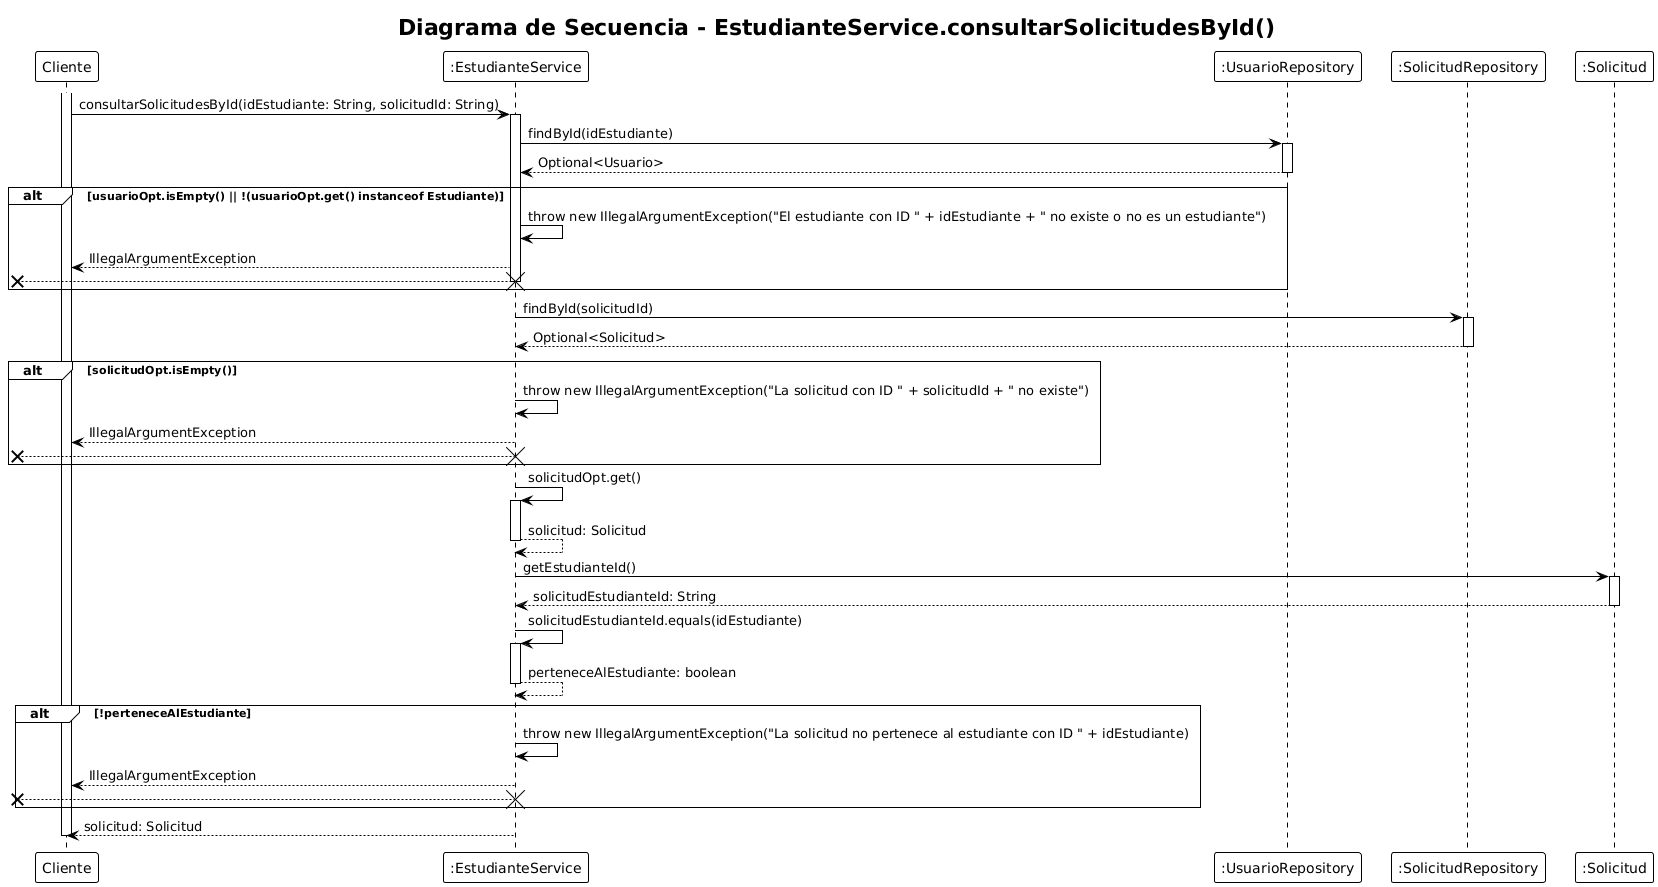 Diagrama de Secuencia - EstudianteService.consultarSolicitudesById()
Cliente
:EstudianteService
:UsuarioRepository
:SolicitudRepository
:Solicitud
consultarSolicitudesById(idEstudiante: String, solicitudId: String)
findById(idEstudiante)
Optional<Usuario>
alt
[usuarioOpt.isEmpty() || !(usuarioOpt.get() instanceof Estudiante)]
throw new IllegalArgumentException("El estudiante con ID " + idEstudiante + " no existe o no es un estudiante")
IllegalArgumentException
findById(solicitudId)
Optional<Solicitud>
alt
[solicitudOpt.isEmpty()]
throw new IllegalArgumentException("La solicitud con ID " + solicitudId + " no existe")
IllegalArgumentException
solicitudOpt.get()
solicitud: Solicitud
getEstudianteId()
solicitudEstudianteId: String
solicitudEstudianteId.equals(idEstudiante)
perteneceAlEstudiante: boolean
alt
[!perteneceAlEstudiante]
throw new IllegalArgumentException("La solicitud no pertenece al estudiante con ID " + idEstudiante)
IllegalArgumentException
solicitud: Solicitud
Cliente
:EstudianteService
:UsuarioRepository
:SolicitudRepository
:Solicitud